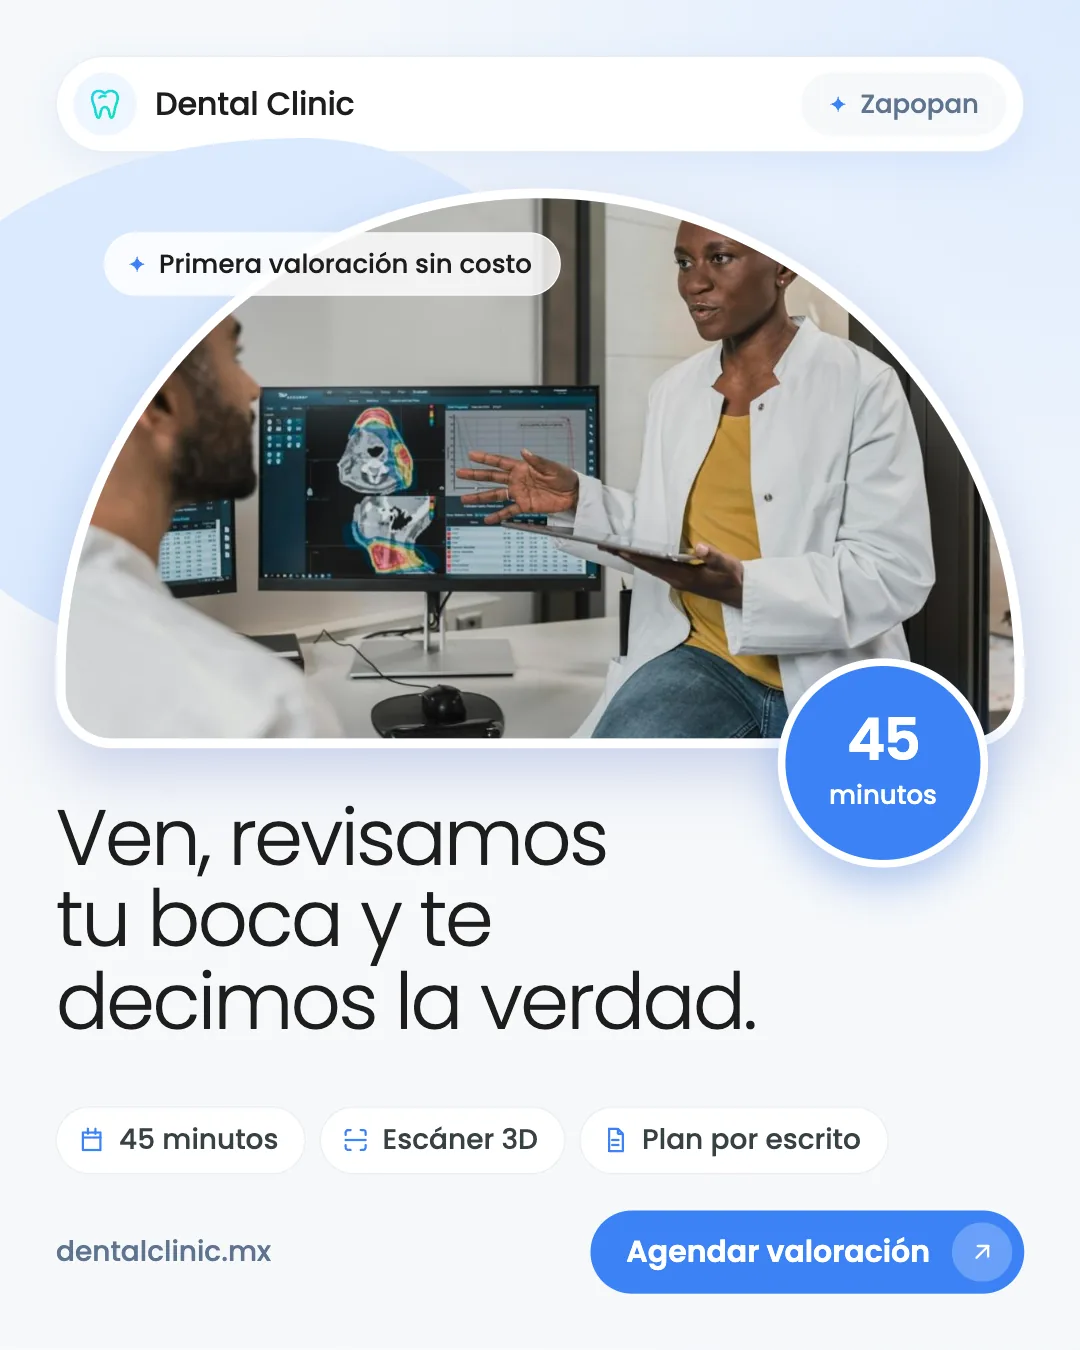 Dental Clinic
Zapopan
Primera valoración sin costo
45
minutos
Ven, revisamos
tu boca y te
decimos la verdad.
45 minutos
Escáner 3D
Plan por escrito
dentalclinic.mx
Agendar valoración